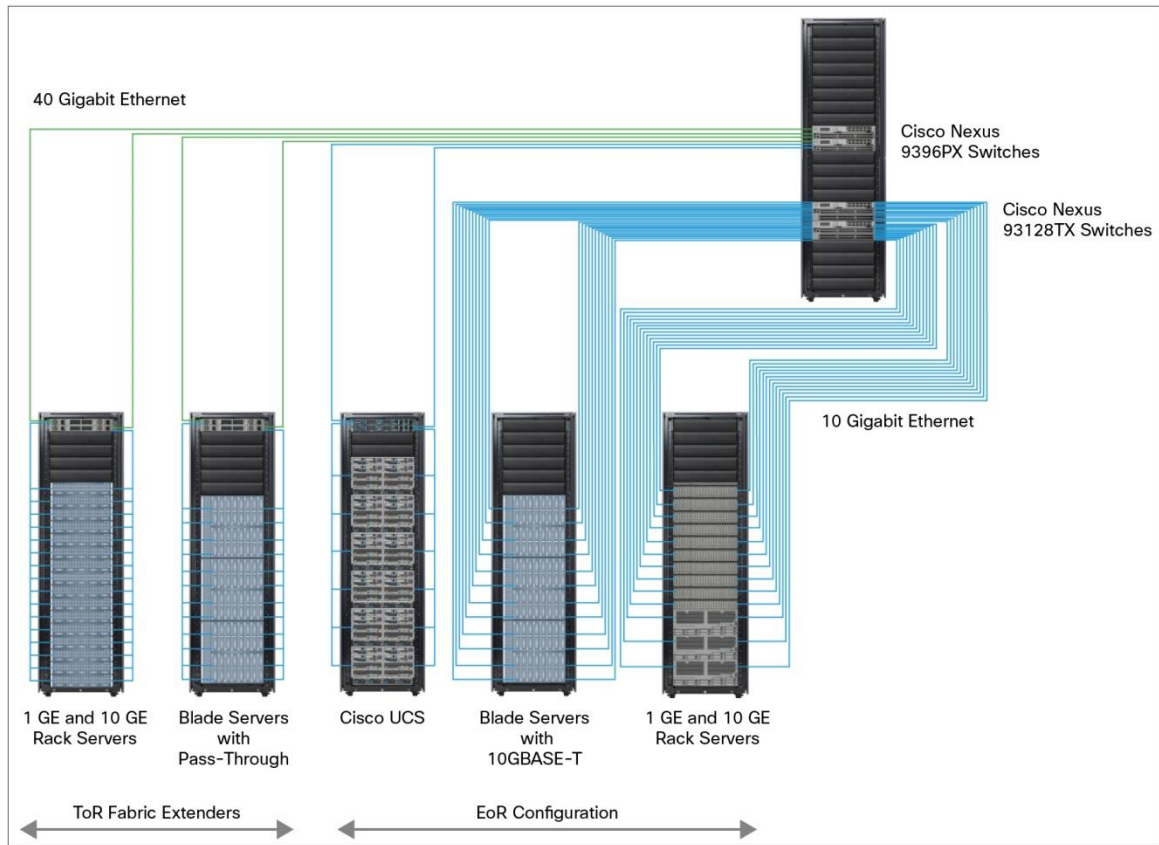 40 Gigabit Ethernet
Cisco Nexus
9396PX Switches
Cisco Nexus
93128TX Switches
10 Gigabit Ethernet
1 GE and 10 GE
Rack Servers
Blade Servers
with
Pass-Through
Cisco UCS
Blade Servers
with
10GBASE-T
1 GE and 10 GE
Rack Servers
ToR Fabric Extenders
EoR Configuration